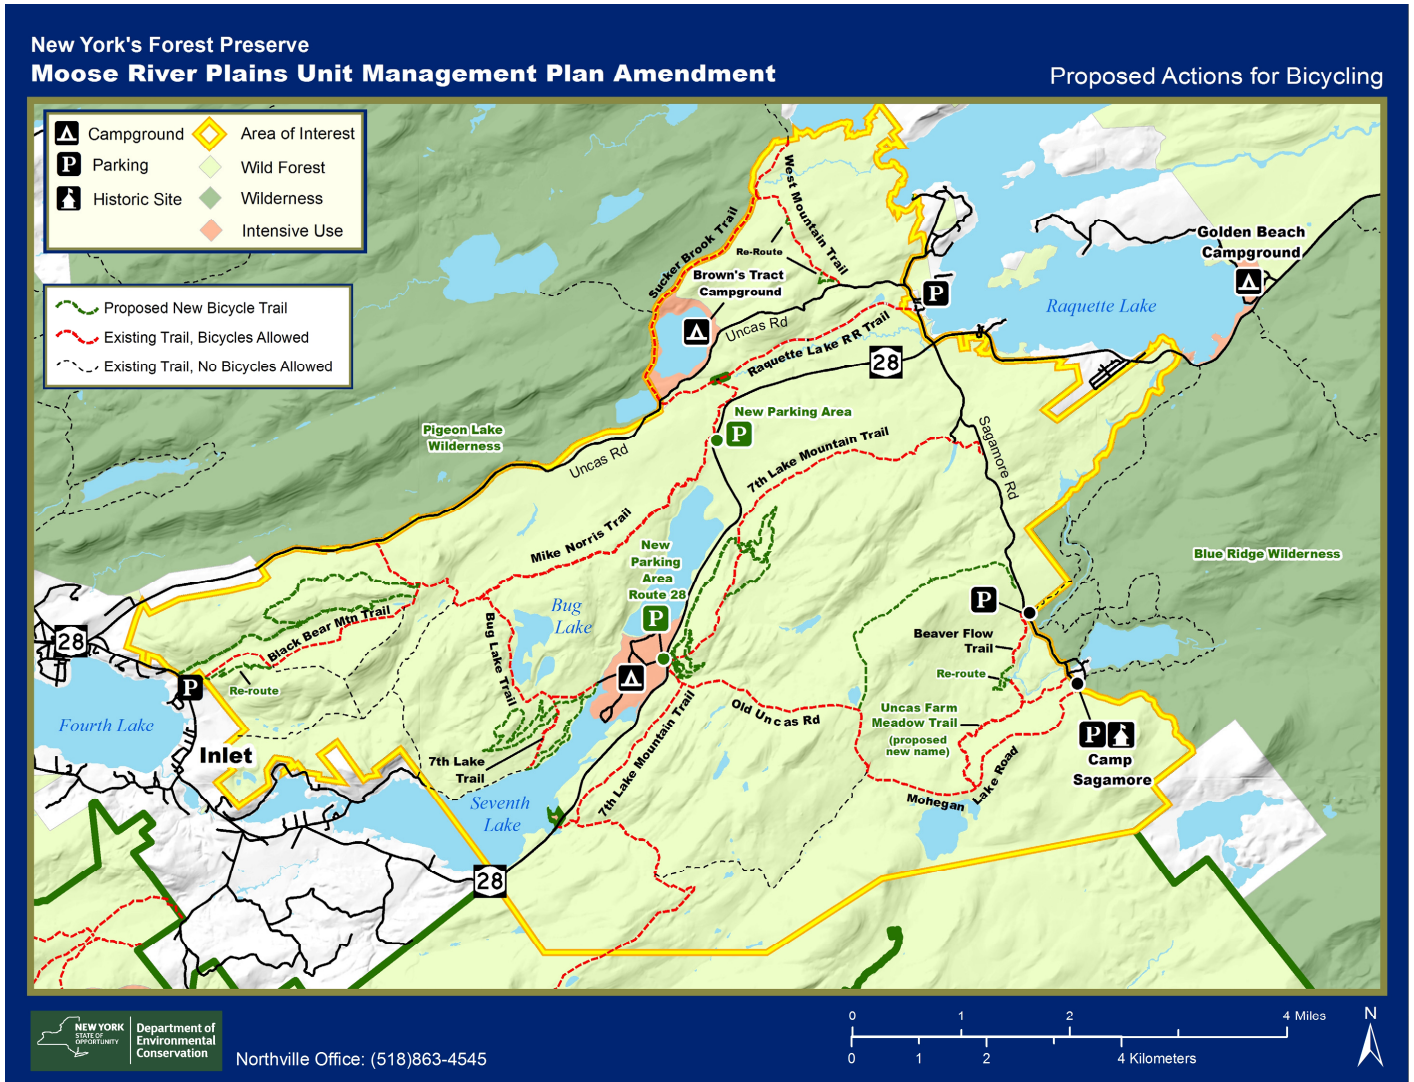 New York's Forest Preserve
Moose River Plains Unit Management Plan Amendment
Proposed Actions for Bicycling
Campground
Area of Interest
P
Parking
Wild Forest
Historic Site
Wilderness
Intensive Use
Proposed New Bicycle Trail
Existing Trail, Bicycles Allowed
Existing Trail, No Bicycles Allowed
West Mountain Trail
Sucker Brook Trail
Re-Route
Brown's Tract
Campground
Golden Beach
Campground
P
Raquette Lake
Uncas Rd
Raquette Lake RR Trail
28
New Parking Area
P
Pigeon Lake
Wilderness
Uncas Rd
7th Lake Mountain Trail
Sagamore Rd
Mike Norris Trail
New
Parking
Area
Route 28
P
Blue Ridge Wilderness
Bug
Lake
Bug Lake Trail
P
Black Bear Mtn Trail
28
Beaver Flow
Trail
Re-route
P
Re-route
Fourth Lake
Inlet
Old Uncas Rd
Uncas Farm
Meadow Trail
(proposed
new name)
P
Camp
Sagamore
7th Lake
Trail
7th Lake Mountain Trail
Mohegan
Lake Road
Seventh
Lake
28
NEW YORK
STATE OF
OPPORTUNITY
Department of
Environmental
Conservation
Northville Office: (518)863-4545
0 1 2 4 Miles
0 1 2 4 Kilometers
N